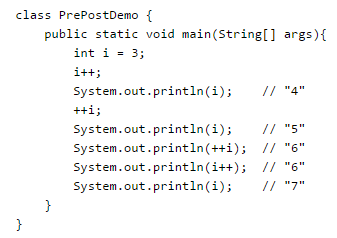 class PrePostDemo {
    public static void main(String[] args){
        int i = 3;
        i++;
        System.out.println(i);    // "4"
        ++i;
        System.out.println(i);    // "5"
        System.out.println(++i);  // "6"
        System.out.println(i++);  // "6"
        System.out.println(i);    // "7"
    }
}